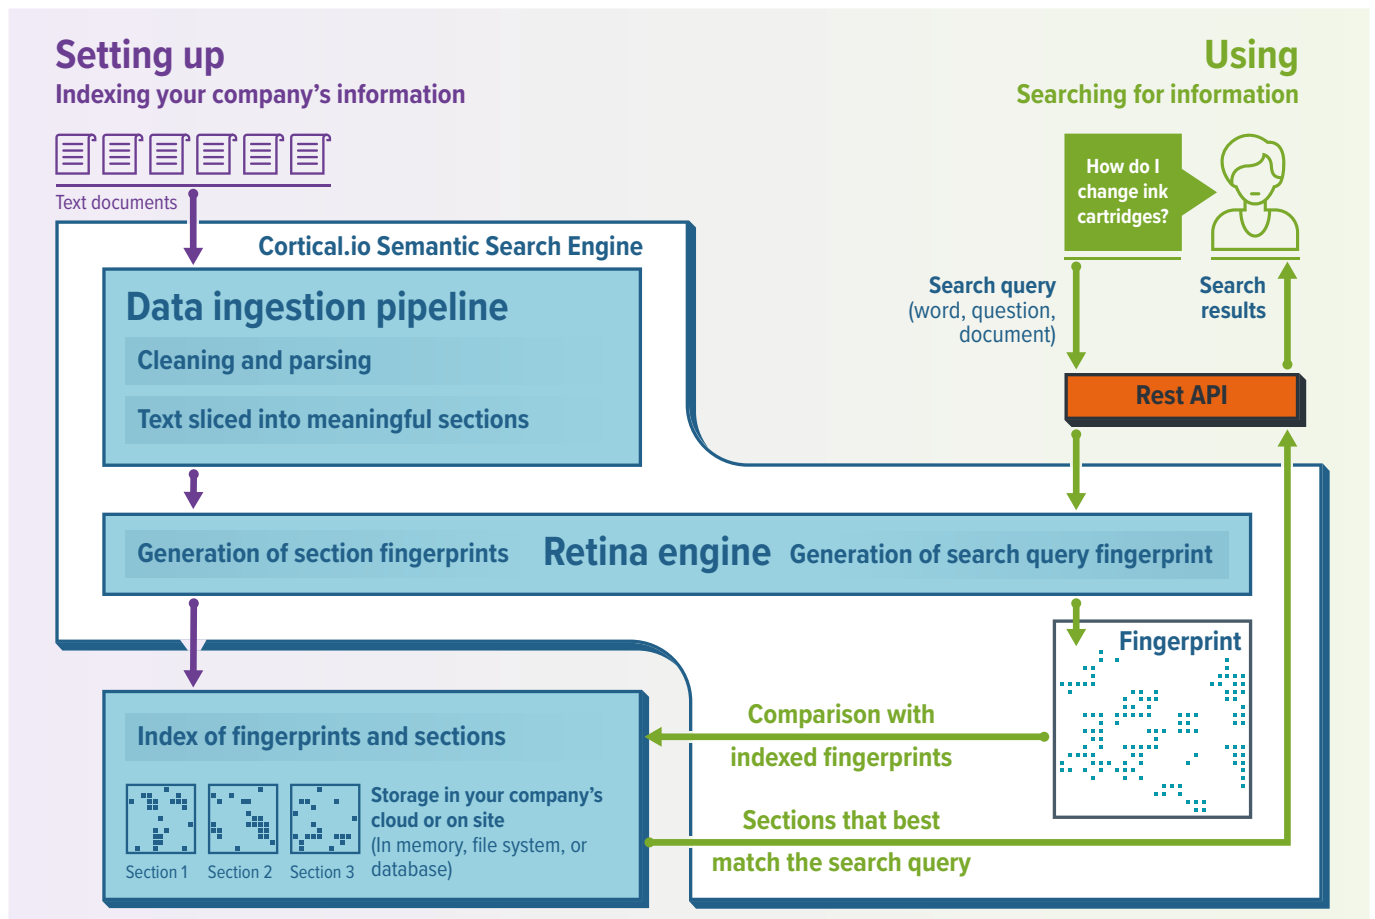 Setting up
Indexing your company's information
Text documents
Using
Searching for information
How do I
change ink
cartridges?
Search query
(word, question,
document)
Search
results
Rest API
Cortical.io Semantic Search Engine
Data ingestion pipeline
Cleaning and parsing
Text sliced into meaningful sections
Generation of section fingerprints
Retina engine
Generation of search query fingerprint
Fingerprint
Comparison with
indexed fingerprints
Sections that best
match the search query
Index of fingerprints and sections
Storage in your company's
cloud or on site
(In memory, file system, or
database)
Section 1
Section 2
Section 3